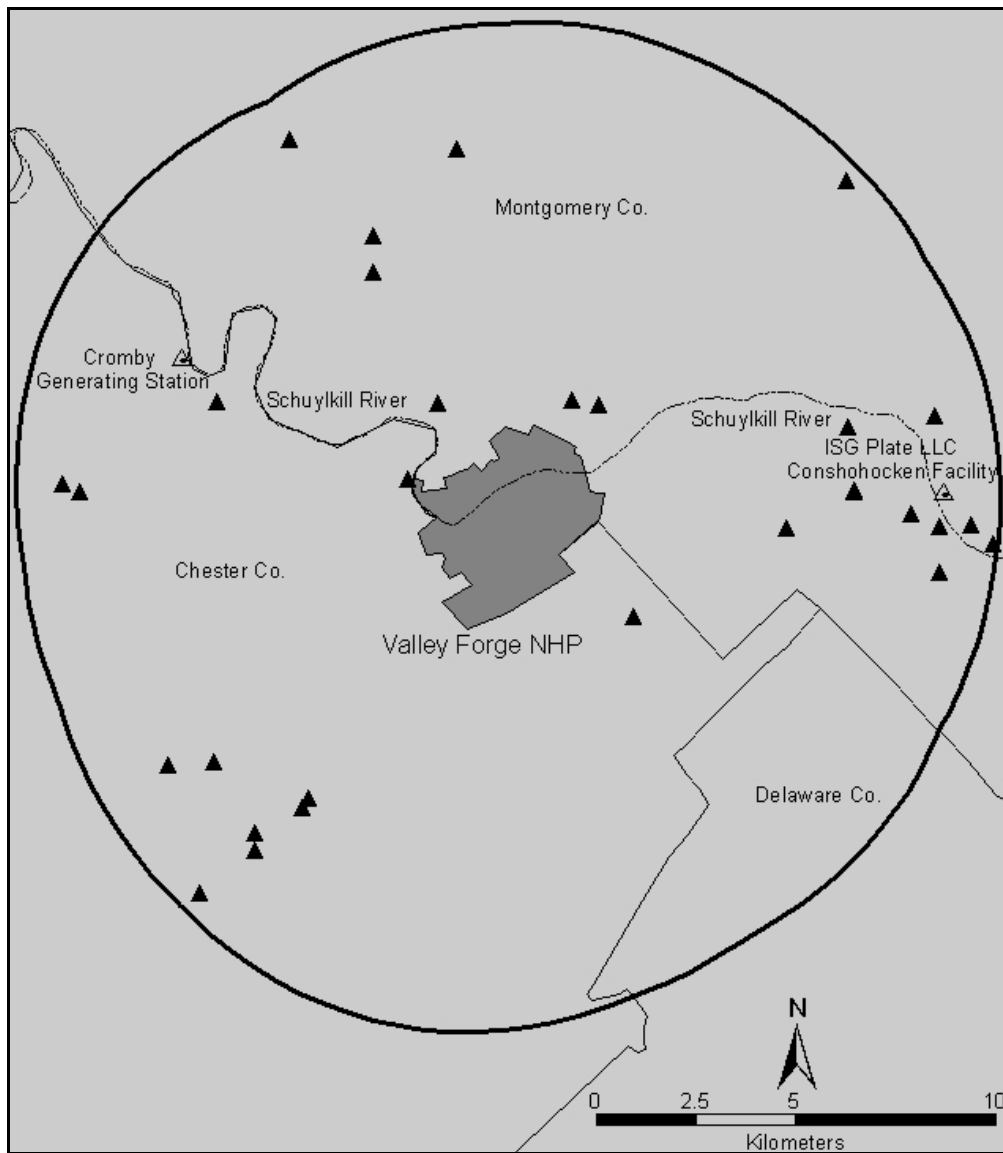 Montgomery Co.
Cromby
Generating Station
Schuylkill River
Schuylkill River
ISG Plate LLC
Conshohocken Facility
Chester Co.
Valley Forge NHP
Delaware Co.
N
0 2.5 5 10
Kilometers